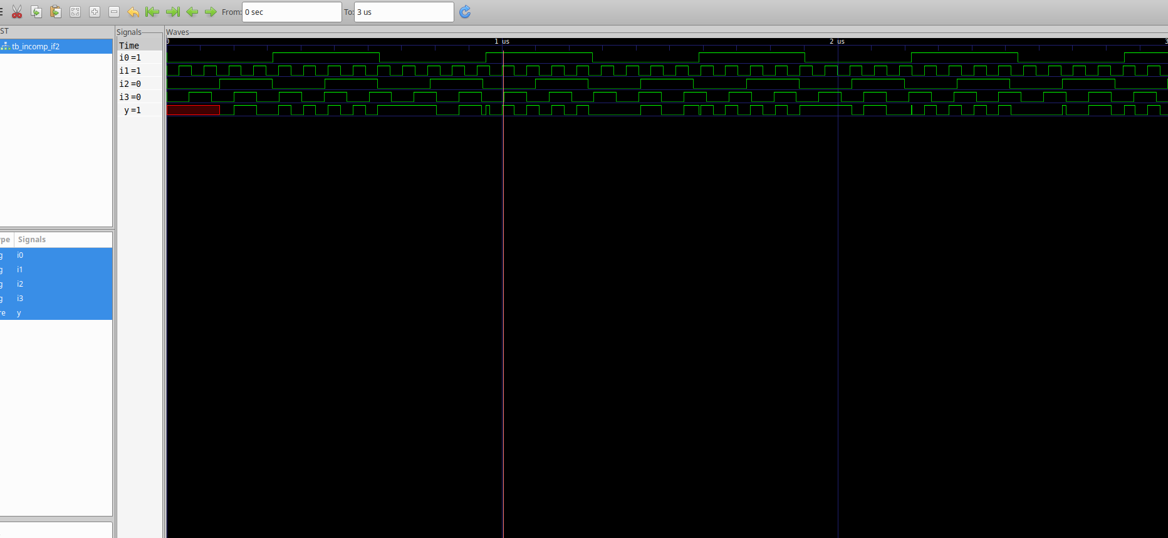 From: 0 sec To: 3 us
ST
tb_incomp_if2
Signals
Waves
Time
0 1 us 2 us
i0 =1
i1 =1
i2 =0
i3 =0
y =1
pe Signals
g i0
g i1
g i2
g i3
re y